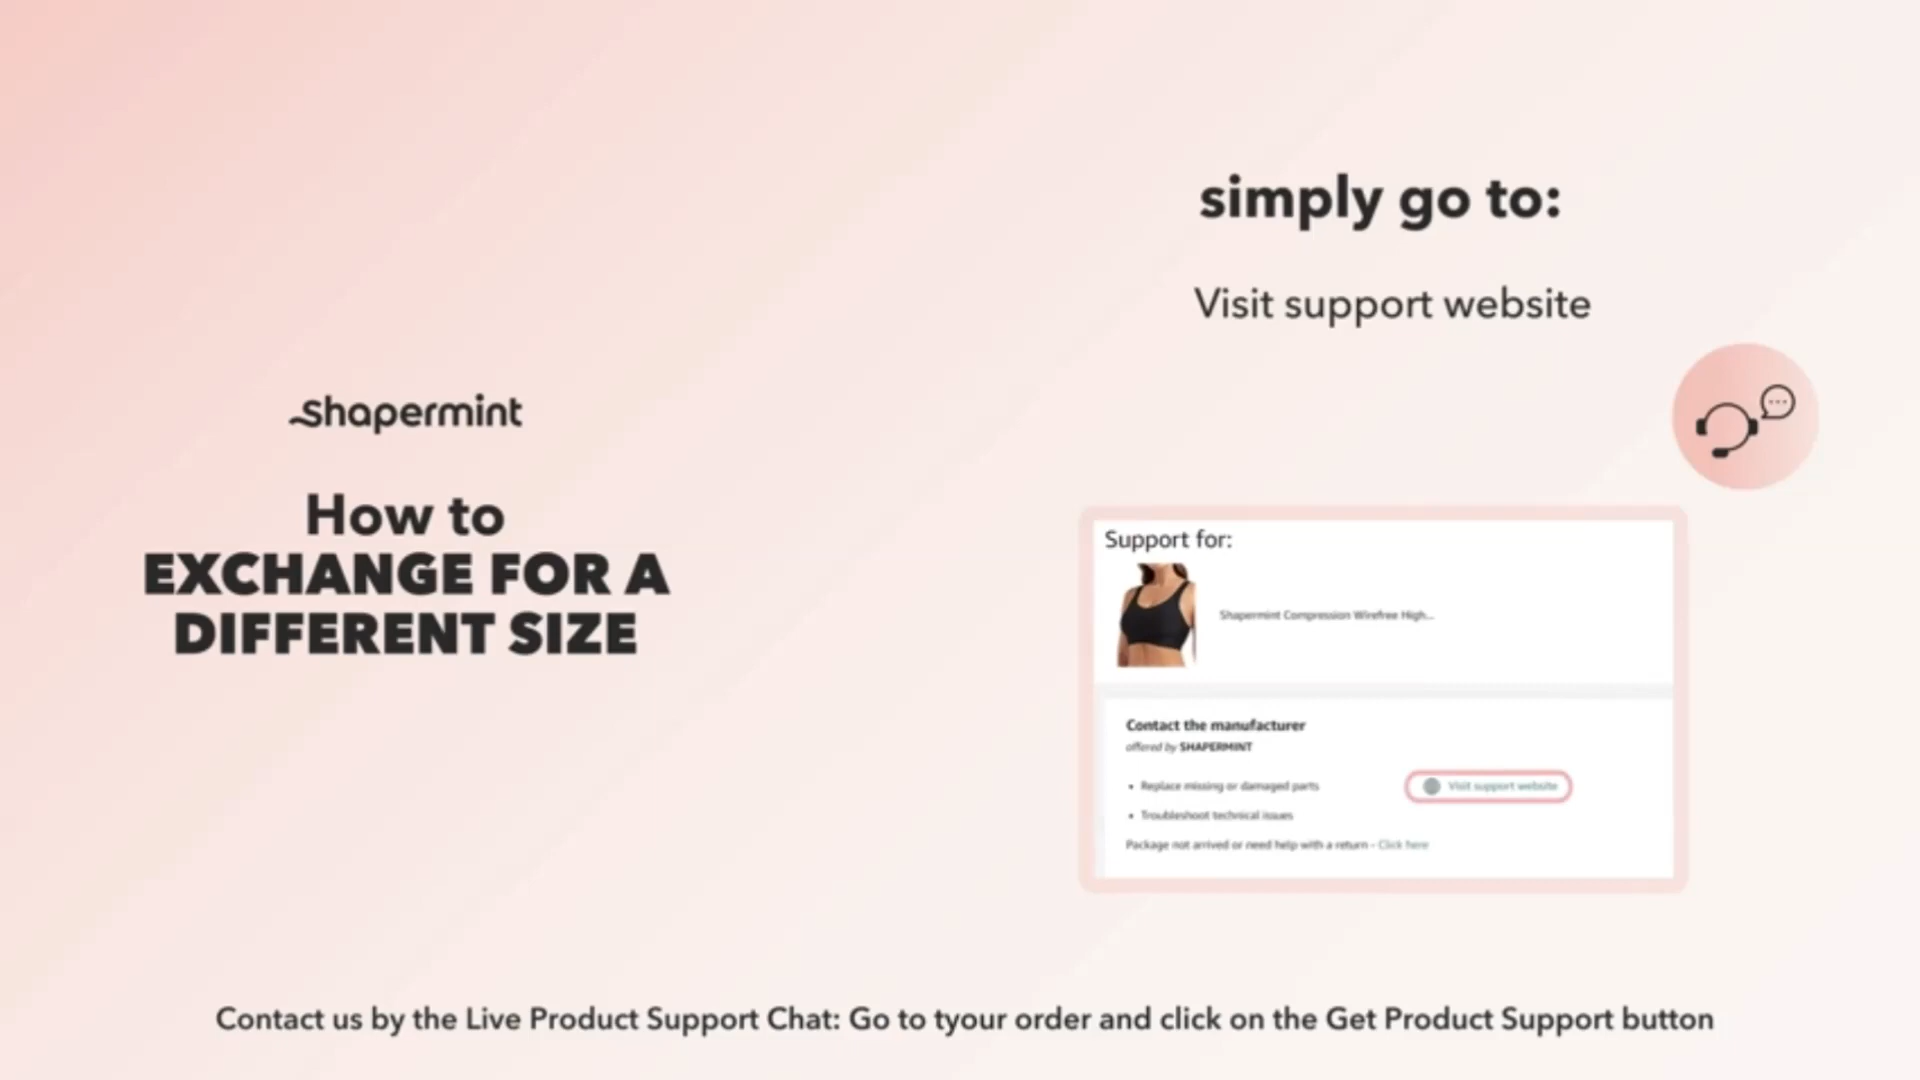 shapermint
How to
EXCHANGE FOR A
DIFFERENT SIZE
simply go to:
Visit support website
Support for:
Shapermint Compression Wirefree High...
Contact the manufacturer
offered by SHAPERMINT
• Replace missing or damaged parts
Visit support website
• Troubleshoot technical issues
Package not arrived or need help with a return - Click here
Contact us by the Live Product Support Chat: Go to tyour order and click on the Get Product Support button